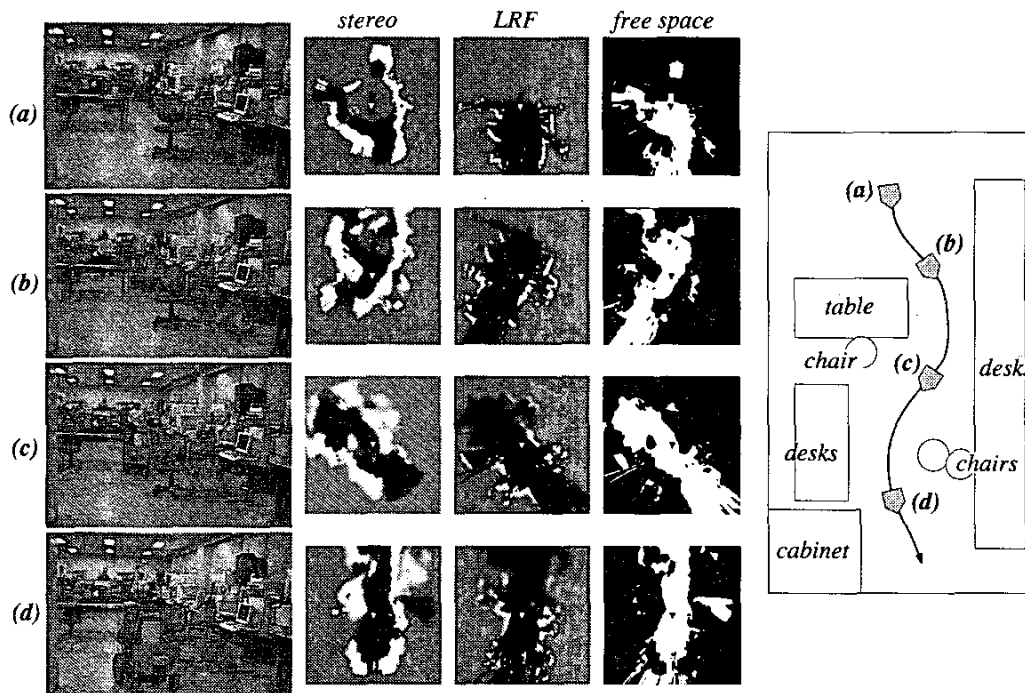 stereo LRF free space
(a)
(b)
(c)
(d)
(a)
(b)
table
chair
(c)
desks
desks
chairs
(d)
cabinet